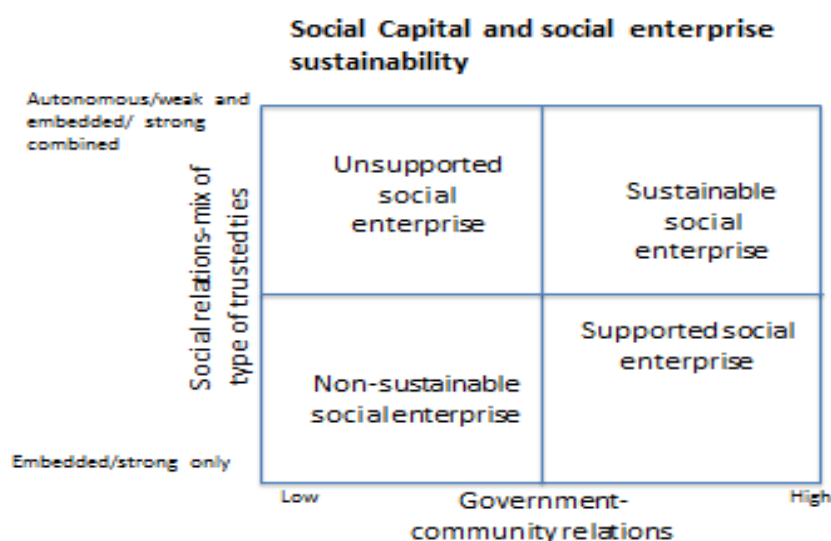 Social Capital and social enterprise
sustainability
Autonomous/weak and
embedded/ strong
combined
Social relations-mix of
type of trusted ties
Unsupported
social
enterprise
Sustainable
social
enterprise
Non-sustainable
social enterprise
Supported social
enterprise
Embedded/strong only
Low
Government-
community relations
High